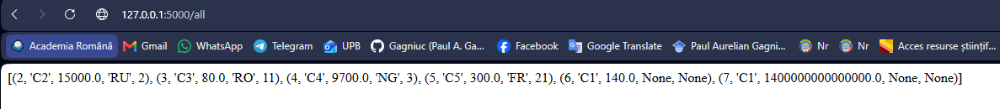 127.0.0.1:5000/all
Academia Română Gmail WhatsApp Telegram UPB Gagniuc (Paul A. Ga... Facebook Google Translate Paul Aurelian Gagni... Nr Nr Acces resurse științif...
[(2, 'C2', 15000.0, 'RU', 2), (3, 'C3', 80.0, 'RO', 11), (4, 'C4', 9700.0, 'NG', 3), (5, 'C5', 300.0, 'FR', 21), (6, 'C1', 140.0, None, None), (7, 'C1', 1400000000000000.0, None, None)]